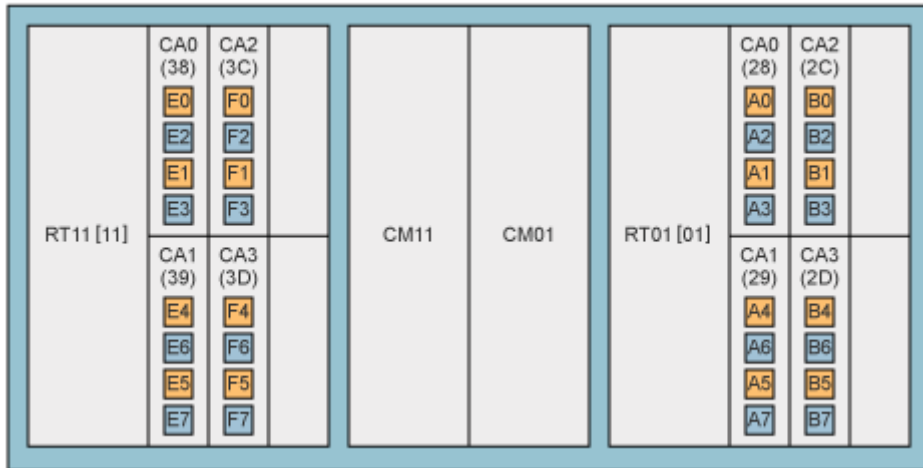 CA0 CA2
(38) (3C)
E0 F0
E2 F2
E1 F1
E3 F3
RT11 [11]
CA1 CA3
(39) (3D)
E4 F4
E6 F6
E5 F5
E7 F7
CM11 CM01
CA0 CA2
(28) (2C)
A0 B0
A2 B2
A1 B1
A3 B3
RT01 [01]
CA1 CA3
(29) (2D)
A4 B4
A6 B6
A5 B5
A7 B7